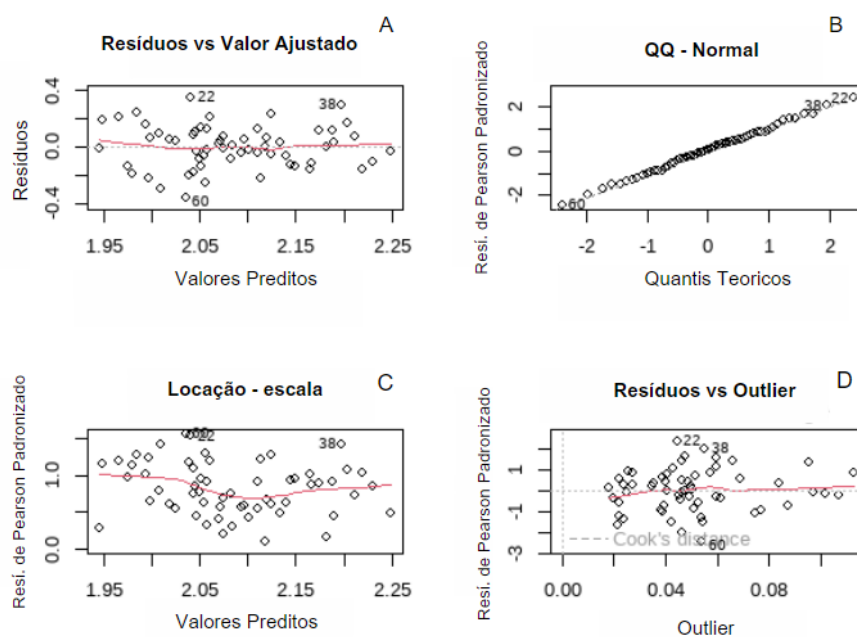 A
Resíduos vs Valor Ajustado
Resíduos
0.4
0.0
-0.4
22
38
60
1.95
2.05
2.15
2.25
Valores Preditos
B
QQ - Normal
Resí. de Pearson Padronizado
2
0
-2
38
22
60
-2
-1
0
1
2
Quantis Teoricos
C
Locação - escala
Resí. de Pearson Padronizado
1.0
0.0
22
38
1.95
2.05
2.15
2.25
Valores Preditos
D
Resíduos vs Outlier
Resí. de Pearson Padronizado
1
-1
-3
22
38
60
Cook's distance
0.00
0.04
0.08
Outlier